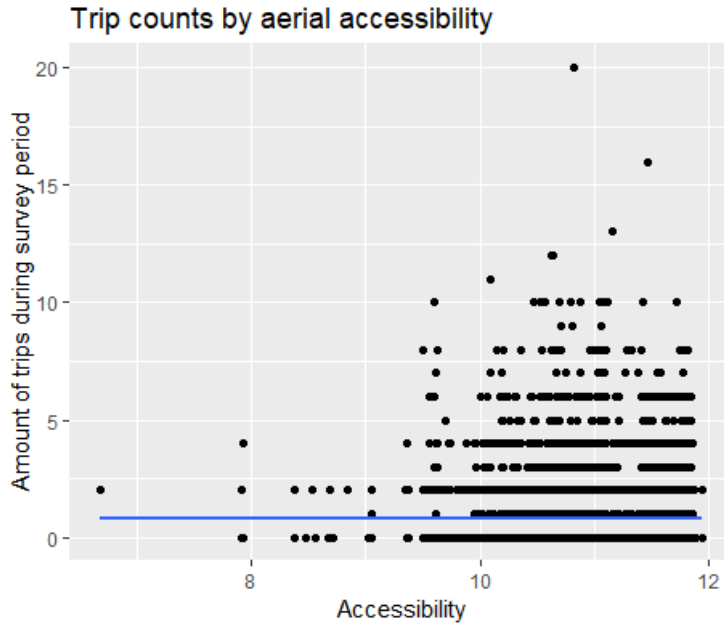 Trip counts by aerial accessibility
Amount of trips during survey period
20
15
10
5
0
8
10
12
Accessibility